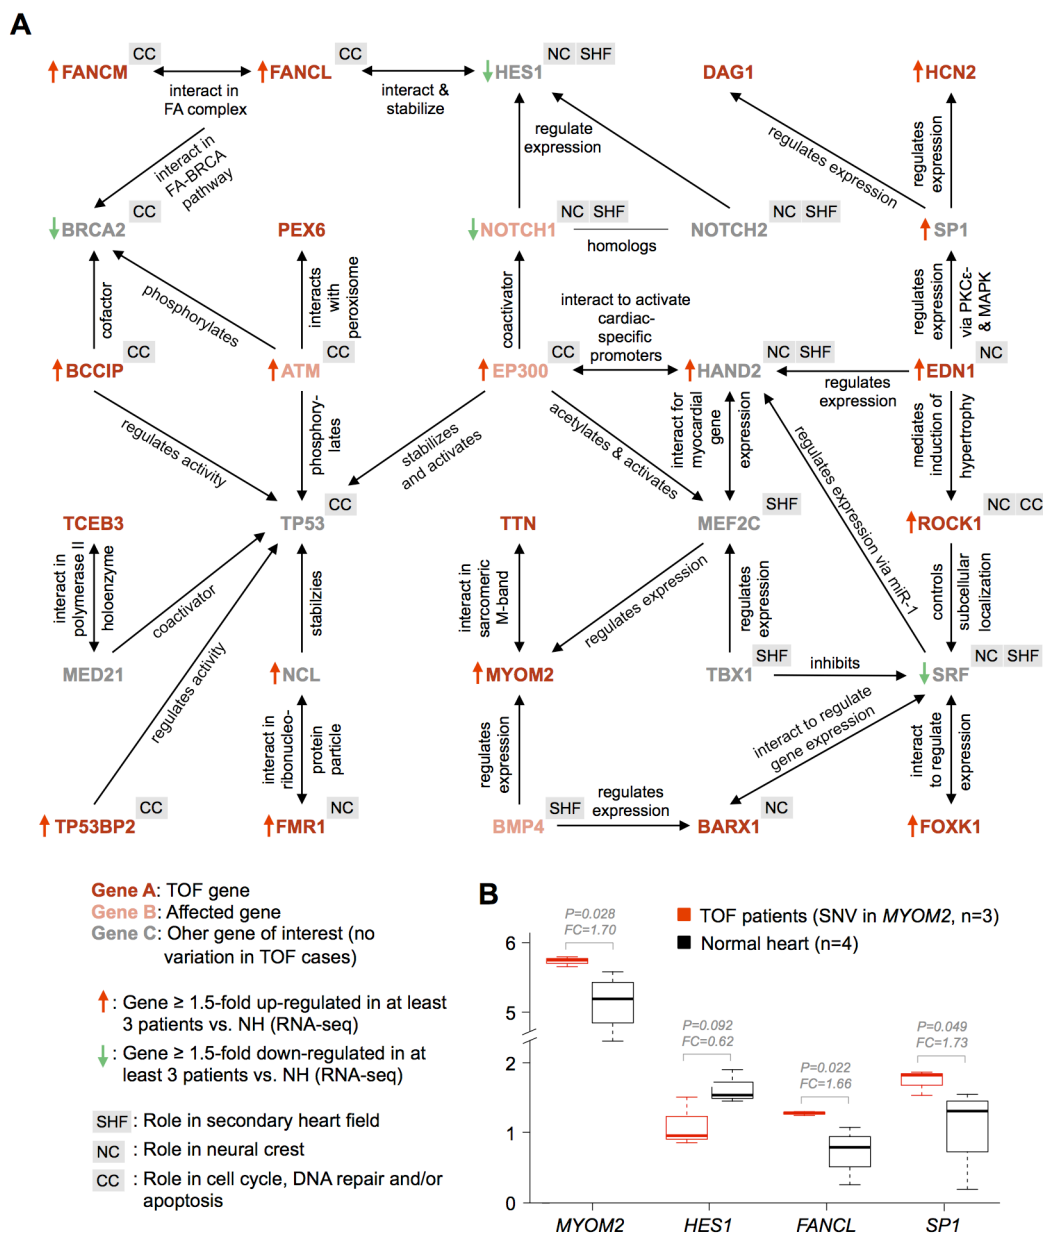 A
CC
CC
NC SHF
FANCM
FANCL
HES1
DAG1
HCN2
interact in
FA complex
interact &
stabilize
regulate
expression
regulates expression
regulates
expression
interact in
FA-BRCA
pathway
CC
NC SHF
NC SHF
BRCA2
PEX6
NOTCH1
homologs
NOTCH2
SP1
cofactor
phosphorylates
interacts
with
peroxisome
coactivator
interact to activate
cardiac-
specific
promoters
regulates
expression
via PKCε-
& MAPK
CC
CC
CC
NC SHF
NC
BCCIP
ATM
EP300
HAND2
regulates
expression
EDN1
regulates activity
phosphory-
lates
stabilizes
and activates
acetylates & activates
interact for
myocardial
gene
expression
regulates expression via miR-1
mediates
induction of
hypertrophy
CC
SHF
NC CC
TCEB3
TP53
TTN
MEF2C
ROCK1
interact in
polymerase II
holoenzyme
coactivator
stabilzies
interact in
sarcomeric
M-band
regulates expression
regulates
expression
controls
subcellular
localization
SHF
NC SHF
MED21
NCL
MYOM2
TBX1
inhibits
SRF
regulates activity
interact in
ribonucleo-
protein
particle
regulates
expression
interact to regulate
gene expression
interact
to regulate
expression
CC
NC
SHF
regulates
expression
NC
TP53BP2
FMR1
BMP4
BARX1
FOXK1
Gene A: TOF gene
Gene B: Affected gene
Gene C: Oher gene of interest (no
variation in TOF cases)
: Gene ≥ 1.5-fold up-regulated in at least
3 patients vs. NH (RNA-seq)
: Gene ≥ 1.5-fold down-regulated in at
least 3 patients vs. NH (RNA-seq)
SHF : Role in secondary heart field
NC : Role in neural crest
CC : Role in cell cycle, DNA repair and/or
apoptosis
B
TOF patients (SNV in MYOM2, n=3)
Normal heart (n=4)
P=0.028
FC=1.70
P=0.092
FC=0.62
P=0.022
FC=1.66
P=0.049
FC=1.73
6
5
2
1
0
MYOM2
HES1
FANCL
SP1